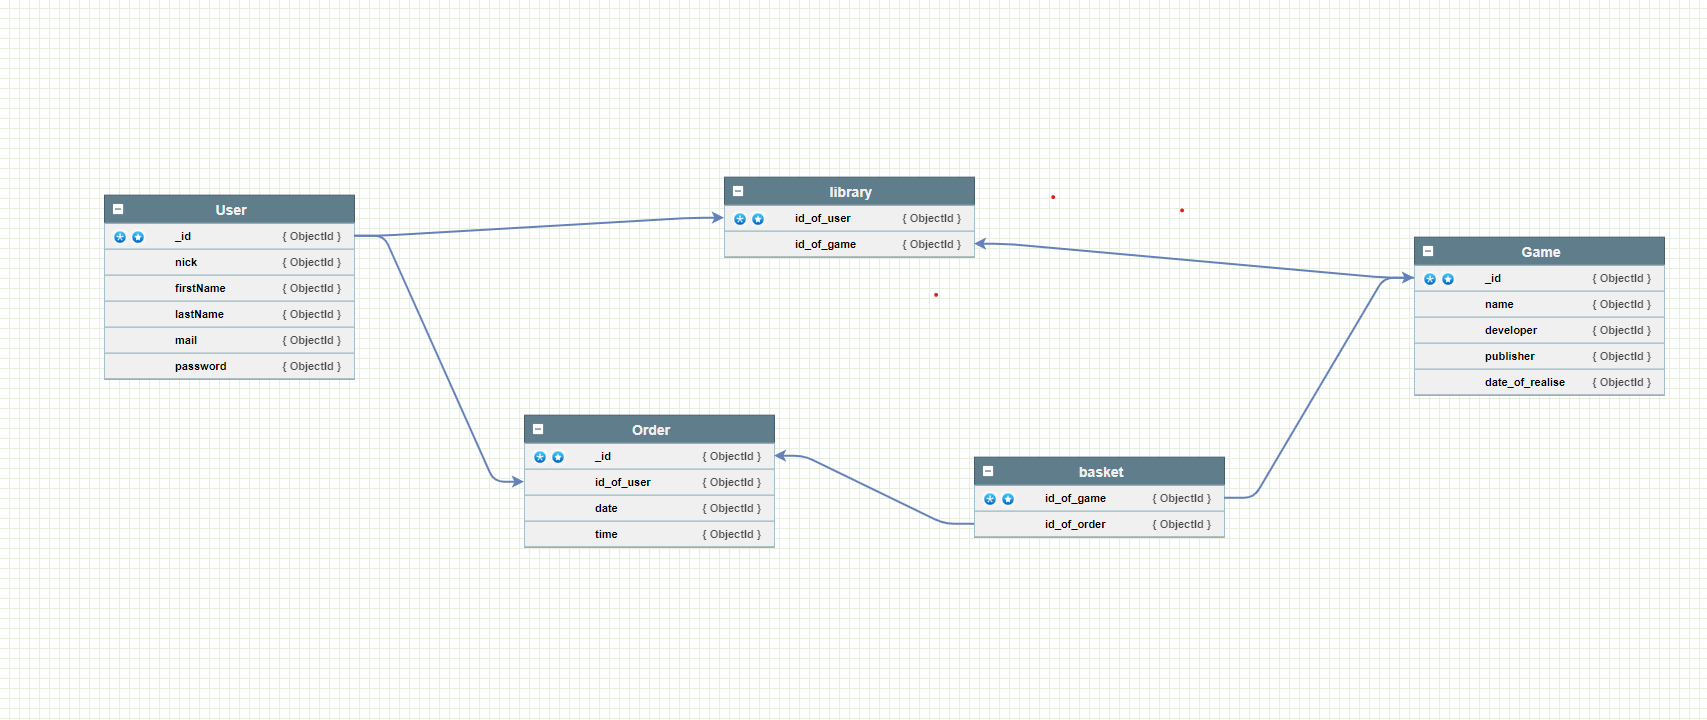 User
_id { ObjectId }
nick { ObjectId }
firstName { ObjectId }
lastName { ObjectId }
mail { ObjectId }
password { ObjectId }
library
id_of_user { ObjectId }
id_of_game { ObjectId }
Game
_id { ObjectId }
name { ObjectId }
developer { ObjectId }
publisher { ObjectId }
date_of_realise { ObjectId }
Order
_id { ObjectId }
id_of_user { ObjectId }
date { ObjectId }
time { ObjectId }
basket
id_of_game { ObjectId }
id_of_order { ObjectId }